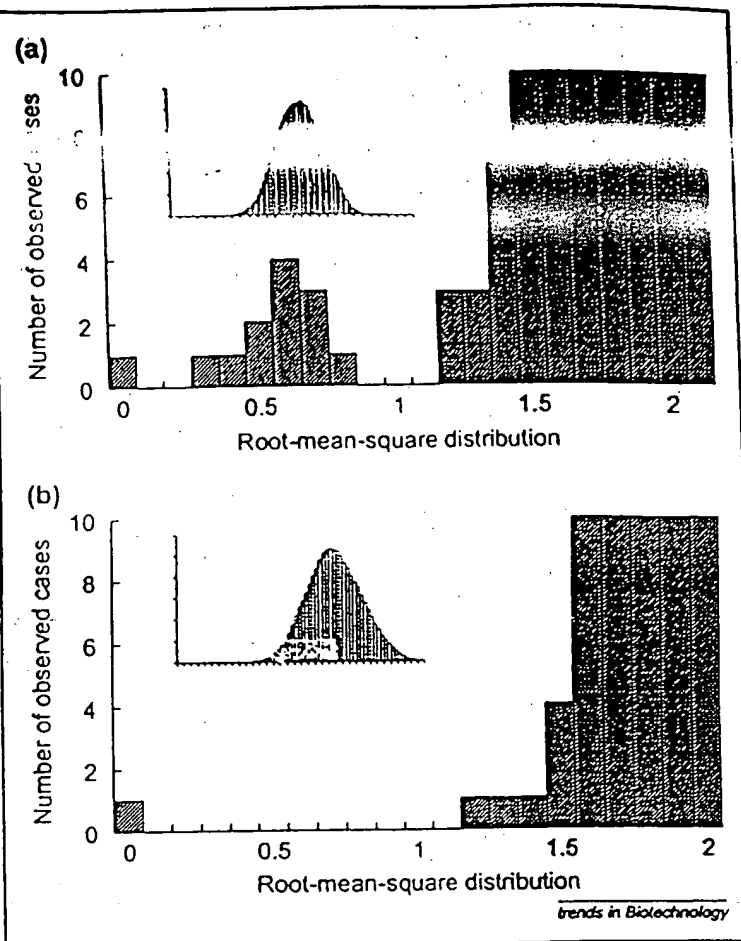 (a)
Number of observed
10
6
4
2
0
0 0.5 1 1.5 2
Root-mean-square distribution
(b)
Number of observed cases
10
8
6
4
2
0
0 0.5 1 1.5 2
Root-mean-square distribution
trends in Biotechnology